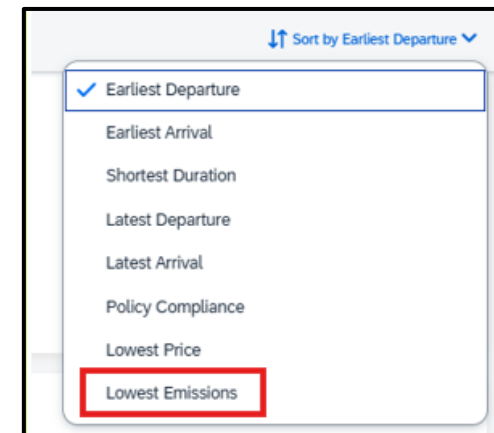 Sort by Earliest Departure
Earliest Departure
Earliest Arrival
Shortest Duration
Latest Departure
Latest Arrival
Policy Compliance
Lowest Price
Lowest Emissions